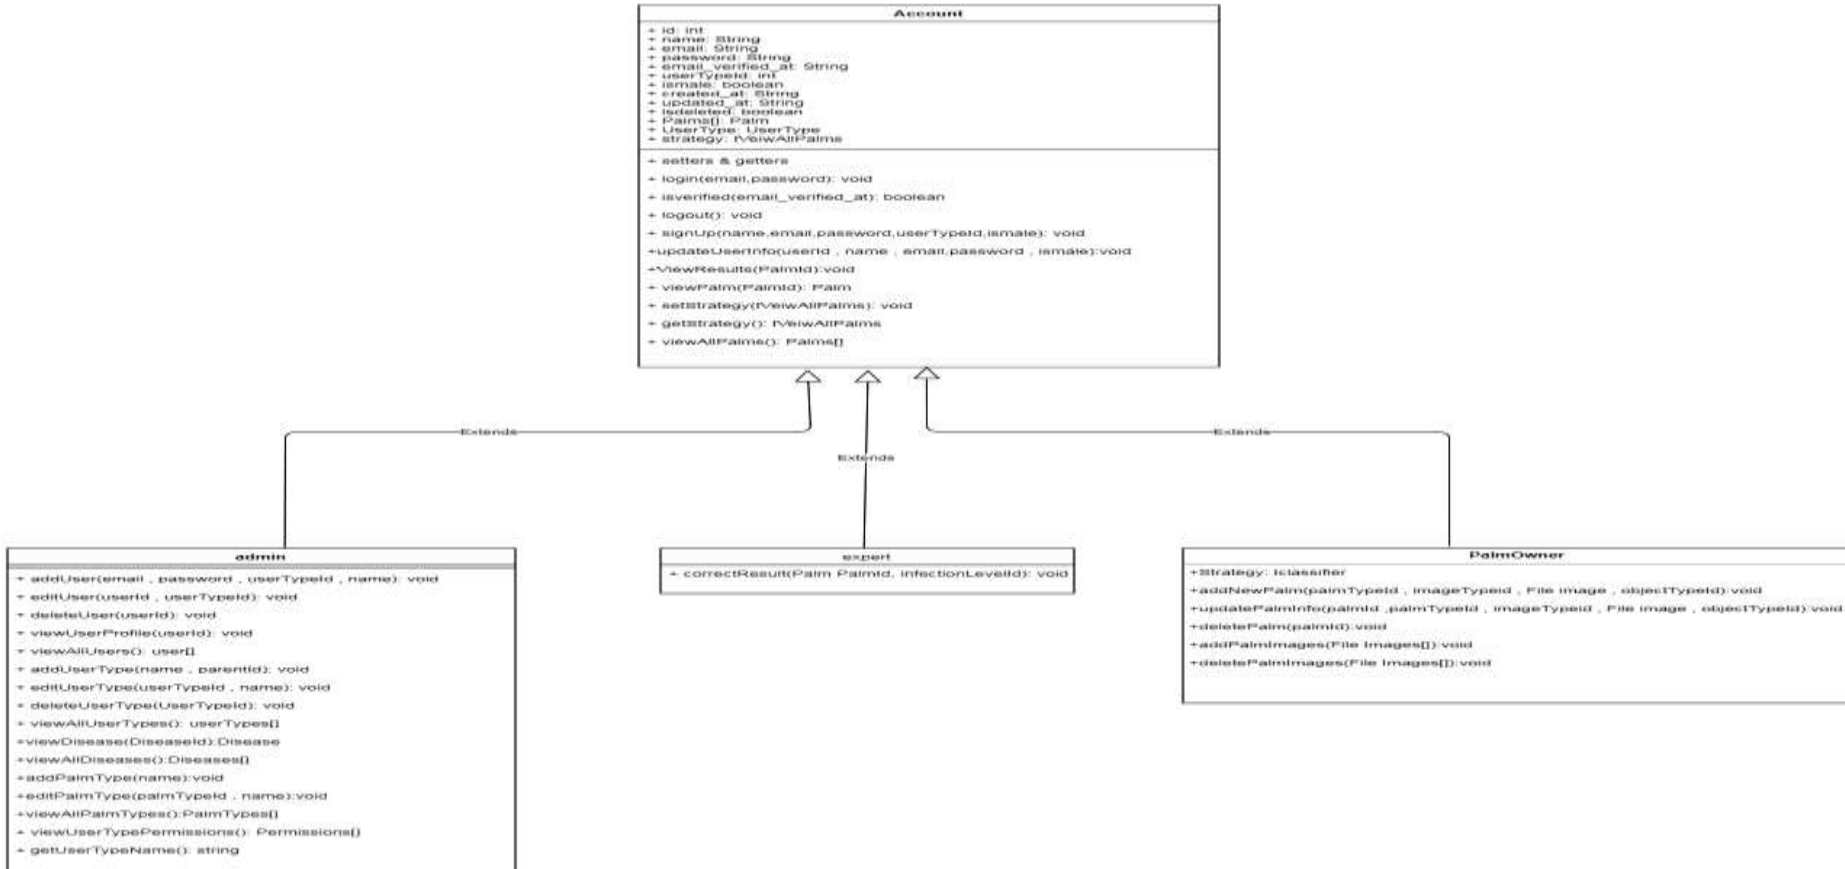 Account
+ id: int
+ name: String
+ email: String
+ password: String
+ email_verified_at: String
+ userTypeId: int
+ ismale: boolean
+ created_at: String
+ updated_at: String
+ isdeleted: boolean
+ Palms[]: Palm
+ UserType: UserType
+ strategy: IVeiwAllPalms
+ setters & getters
+ login(email,password): void
+ isverified(email_verified_at): boolean
+ logout(): void
+ signUp(name,email,password,userTypeId,ismale): void
+updateUserInfo(userId , name , email,password , ismale):void
+ViewResults(PalmId):void
+ viewPalm(PalmId): Palm
+ setStrategy(IVeiwAllPalms): void
+ getStrategy(): IVeiwAllPalms
+ viewAllPalms(): Palms[]
Extends
Extends
Extends
admin
+ addUser(email , password , userTypeId , name): void
+ editUser(userId , userTypeId): void
+ deleteUser(userId): void
+ viewUserProfile(userId): void
+ viewAllUsers(): user[]
+ addUserType(name , parentId): void
+ editUserType(userTypeId , name): void
+ deleteUserType(UserTypeId): void
+ viewAllUserTypes(): userTypes[]
+viewDisease(DiseaseId):Disease
+viewAllDiseases():Diseases[]
+addPalmType(name):void
+editPalmType(palmTypeId , name):void
+viewAllPalmTypes():PalmTypes[]
+ viewUserTypePermissions(): Permissions[]
+ getUserTypeName(): string
expert
+ correctResult(Palm PalmId, infectionLevelId): void
PalmOwner
+Strategy: Iclassifier
+addNewPalm(palmTypeId , imageTypeid , File image , objectTypeId):void
+updatePalmInfo(palmId ,palmTypeId , imageTypeid , File image , objectTypeId):void
+deletePalm(palmId):void
+addPalmImages(File Images[]):void
+deletePalmImages(File Images[]):void